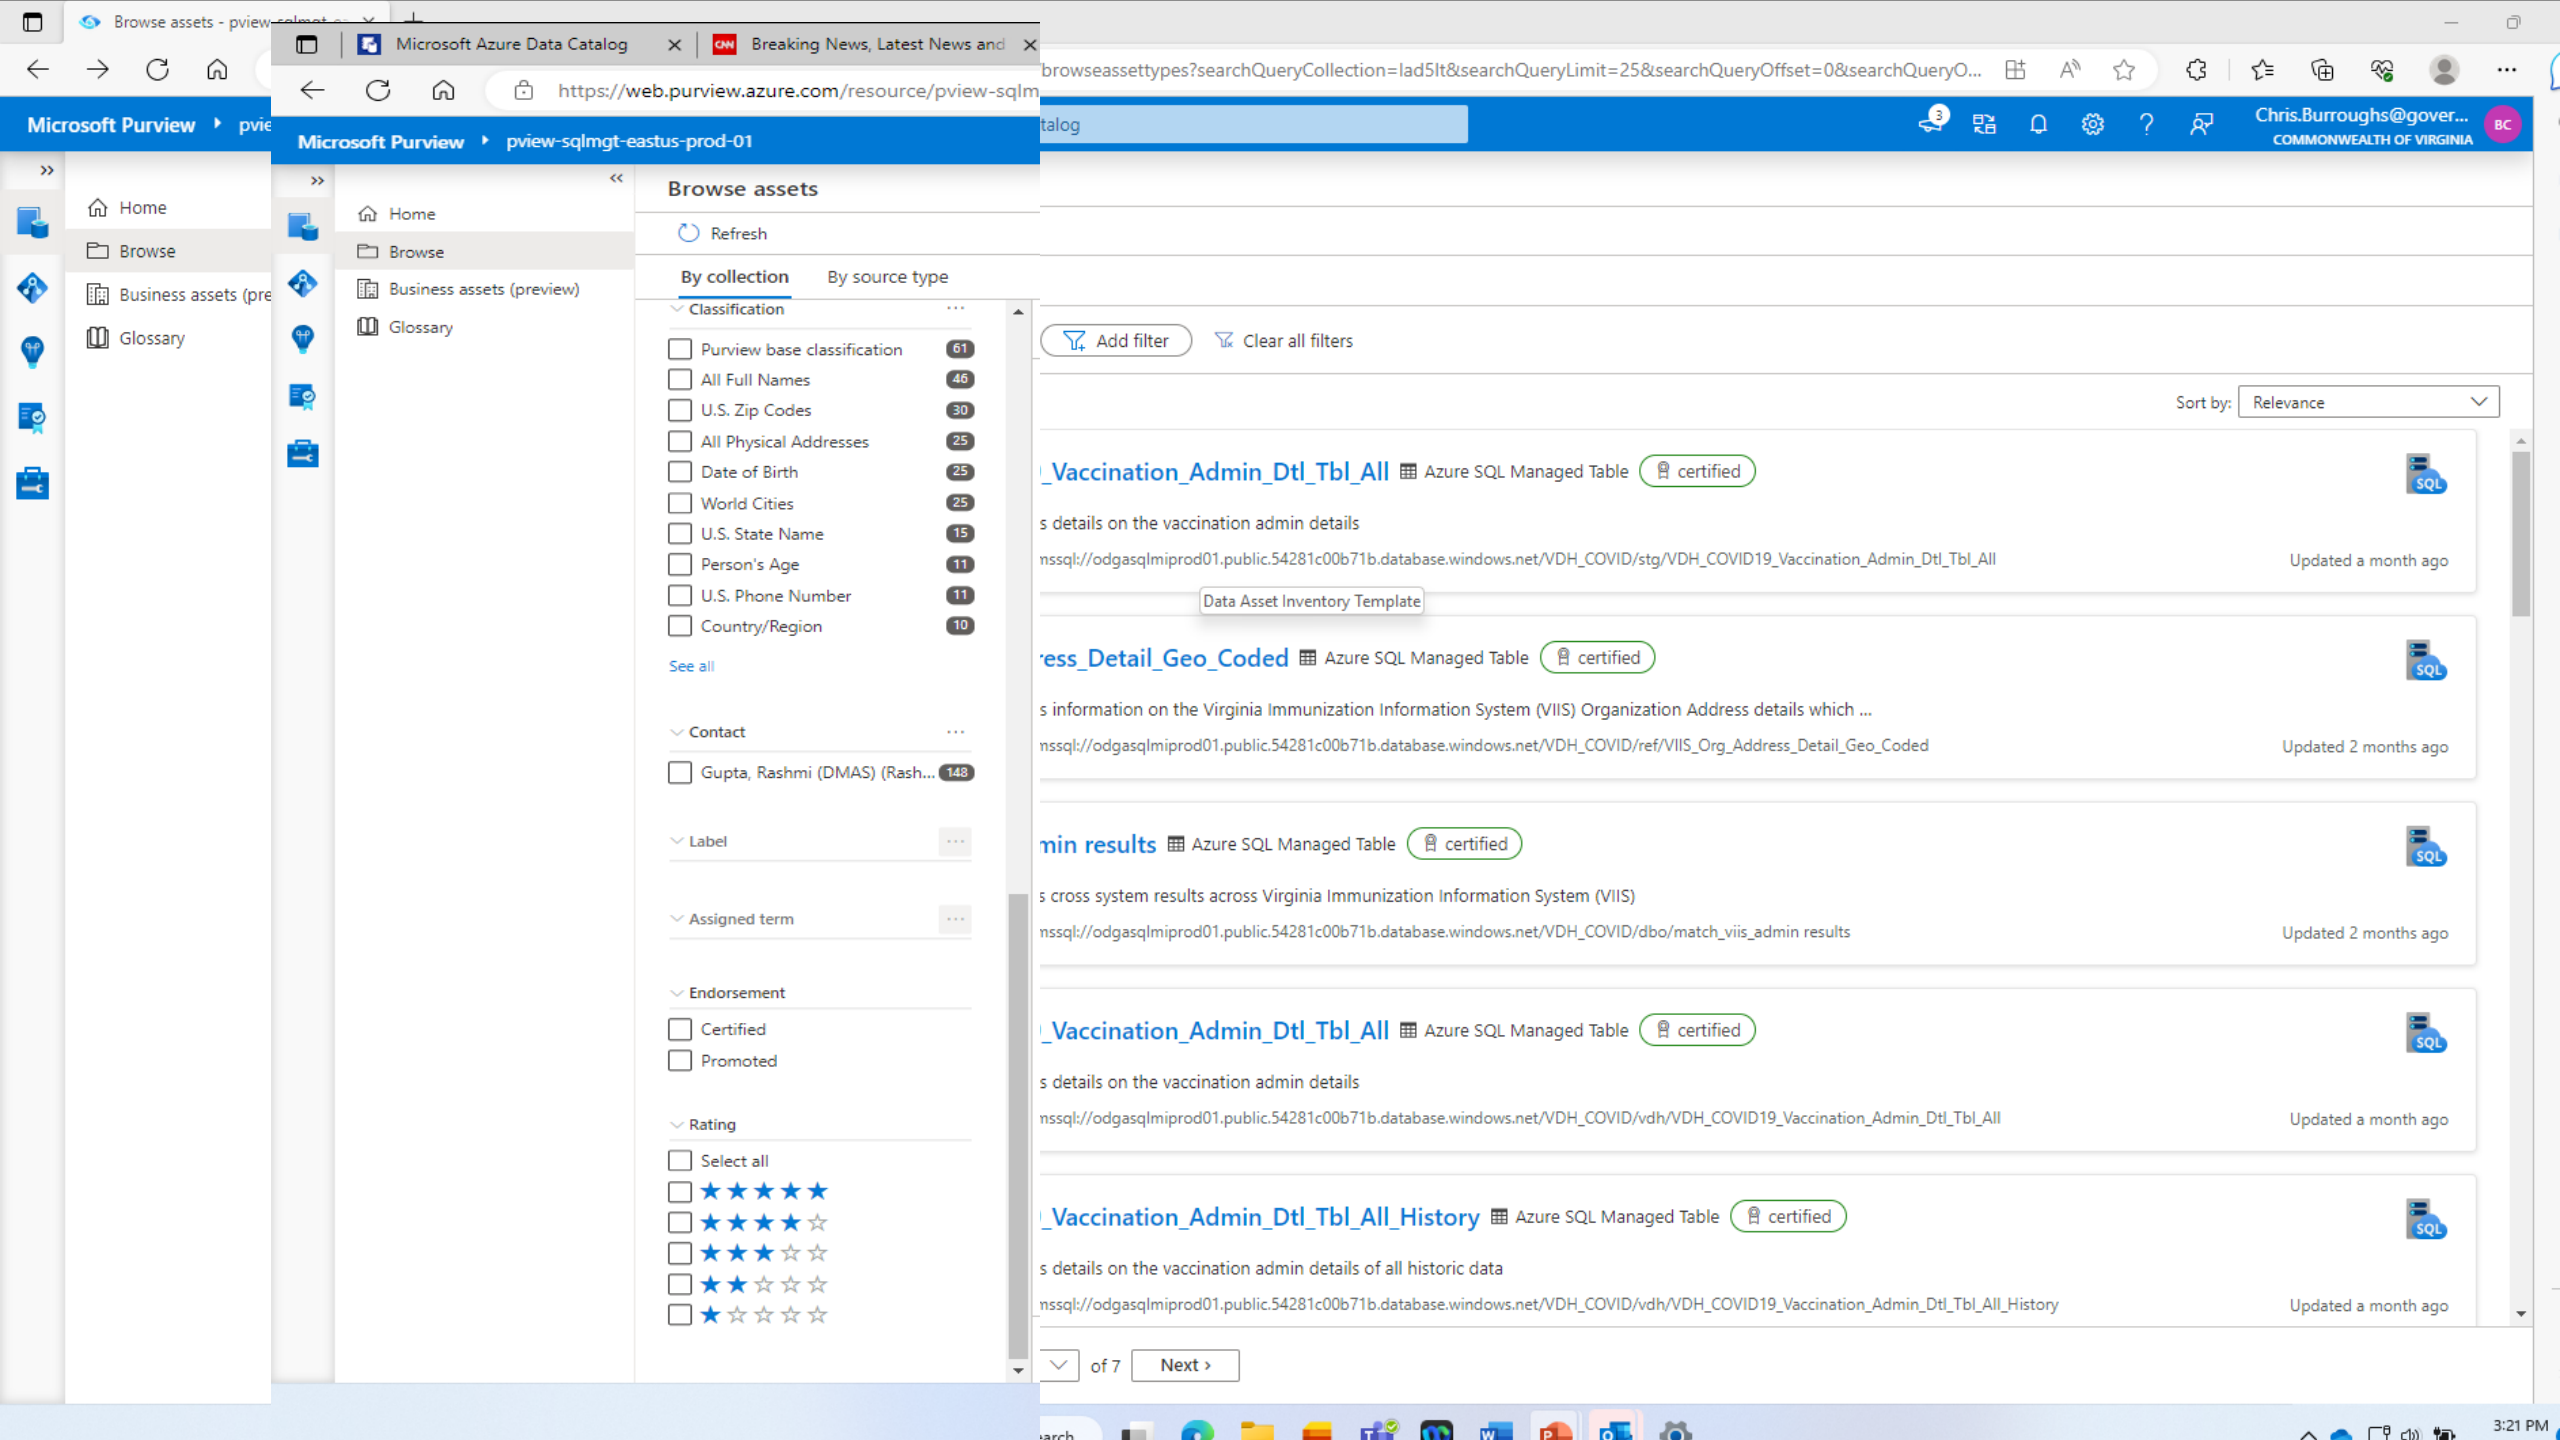 Browse assets - pview-sqlmgt-ea
browseassettypes?searchQueryCollection=lad5lt&searchQueryLimit=25&searchQueryOffset=0&searchQueryO...
Microsoft Purview
talog
3
Chris.Burroughs@gover...
COMMONWEALTH OF VIRGINIA
BC
Home
Browse
Business assets (pre
Glossary
Microsoft Azure Data Catalog
CNN
Breaking News, Latest News and
https://web.purview.azure.com/resource/pview-sqlm
Microsoft Purview
pview-sqlmgt-eastus-prod-01
Home
Browse
Business assets (preview)
Glossary
Browse assets
Refresh
By collection
By source type
Classification
Purview base classification 61
All Full Names 46
U.S. Zip Codes 30
All Physical Addresses 25
Date of Birth 25
World Cities 25
U.S. State Name 15
Person's Age 11
U.S. Phone Number 11
Country/Region 10
See all
Contact
Gupta, Rashmi (DMAS) (Rash... 148
Label
Assigned term
Endorsement
Certified
Promoted
Rating
Select all
Add filter
Clear all filters
Sort by: Relevance
_Vaccination_Admin_Dtl_Tbl_All Azure SQL Managed Table certified
SQL
s details on the vaccination admin details
mssql://odgasqlmiprod01.public.54281c00b71b.database.windows.net/VDH_COVID/stg/VDH_COVID19_Vaccination_Admin_Dtl_Tbl_All
Updated a month ago
Data Asset Inventory Template
ress_Detail_Geo_Coded Azure SQL Managed Table certified
SQL
s information on the Virginia Immunization Information System (VIIS) Organization Address details which ...
mssql://odgasqlmiprod01.public.54281c00b71b.database.windows.net/VDH_COVID/ref/VIIS_Org_Address_Detail_Geo_Coded
Updated 2 months ago
min results Azure SQL Managed Table certified
SQL
s cross system results across Virginia Immunization Information System (VIIS)
mssql://odgasqlmiprod01.public.54281c00b71b.database.windows.net/VDH_COVID/dbo/match_viis_admin results
Updated 2 months ago
_Vaccination_Admin_Dtl_Tbl_All Azure SQL Managed Table certified
SQL
s details on the vaccination admin details
mssql://odgasqlmiprod01.public.54281c00b71b.database.windows.net/VDH_COVID/vdh/VDH_COVID19_Vaccination_Admin_Dtl_Tbl_All
Updated a month ago
_Vaccination_Admin_Dtl_Tbl_All_History Azure SQL Managed Table certified
SQL
s details on the vaccination admin details of all historic data
mssql://odgasqlmiprod01.public.54281c00b71b.database.windows.net/VDH_COVID/vdh/VDH_COVID19_Vaccination_Admin_Dtl_Tbl_All_History
Updated a month ago
of 7
Next ›
3:21 PM